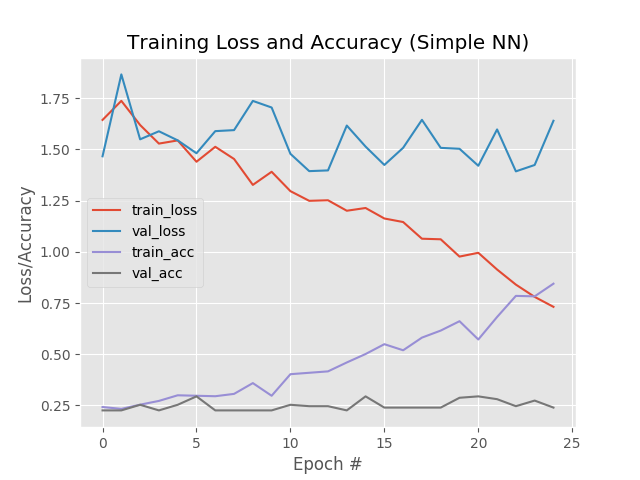 Training Loss and Accuracy (Simple NN)
1.75
1.50
1.25
1.00
0.75
0.50
0.25
Loss/Accuracy
train_loss
val_loss
train_acc
val_acc
0
5
10
15
20
25
Epoch #